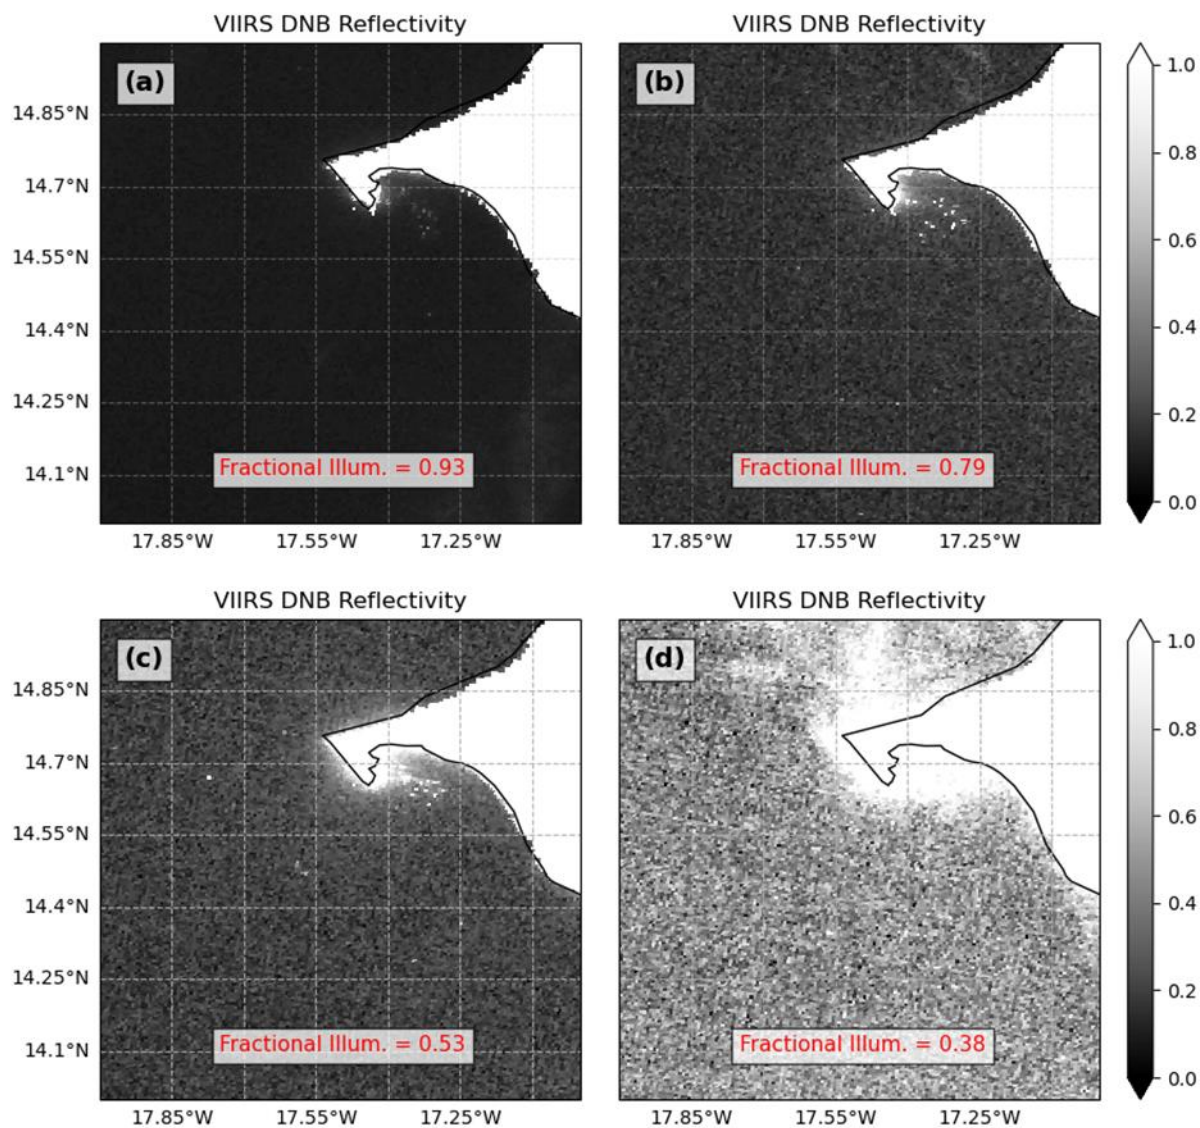 VIIRS DNB Reflectivity
VIIRS DNB Reflectivity
(a)
(b)
14.85°N
14.7°N
14.55°N
14.4°N
14.25°N
14.1°N
1.0
0.8
0.6
0.4
0.2
0.0
Fractional Illum. = 0.93
Fractional Illum. = 0.79
17.85°W 17.55°W 17.25°W
17.85°W 17.55°W 17.25°W
VIIRS DNB Reflectivity
VIIRS DNB Reflectivity
(c)
(d)
14.85°N
14.7°N
14.55°N
14.4°N
14.25°N
14.1°N
1.0
0.8
0.6
0.4
0.2
0.0
Fractional Illum. = 0.53
Fractional Illum. = 0.38
17.85°W 17.55°W 17.25°W
17.85°W 17.55°W 17.25°W